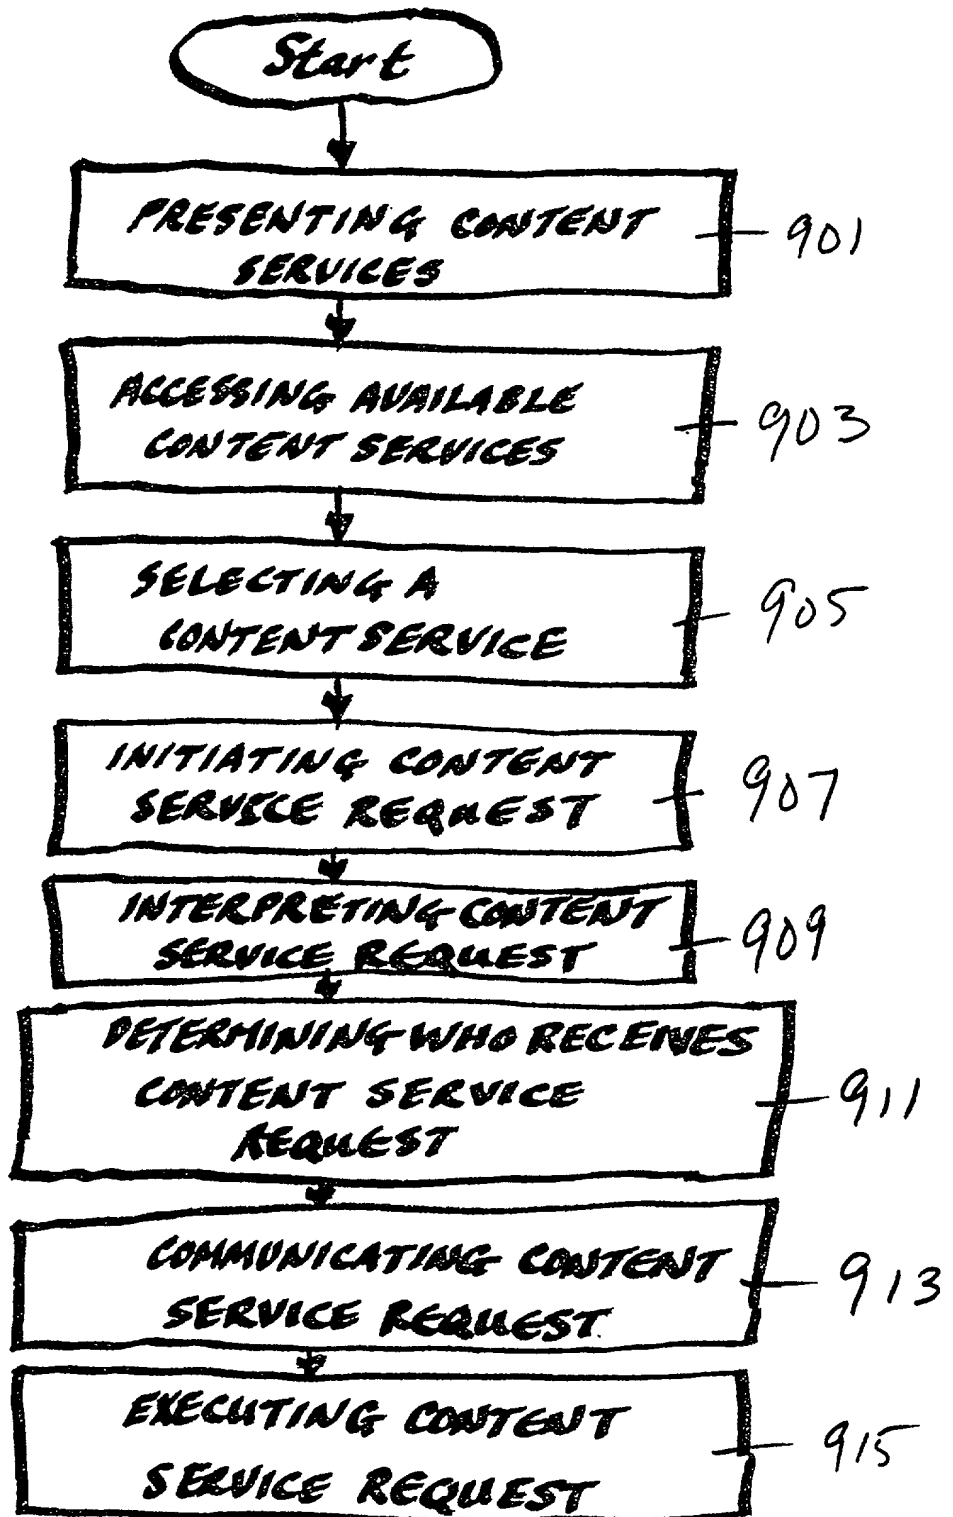 Start
PRESENTING CONTENT
SERVICES
901
ACCESSING AVAILABLE
CONTENT SERVICES
903
SELECTING A
CONTENT SERVICE
905
INITIATING CONTENT
SERVICE REQUEST
907
INTERPRETING CONTENT
SERVICE REQUEST
909
DETERMINING WHO RECEIVES
CONTENT SERVICE
REQUEST
911
COMMUNICATING CONTENT
SERVICE REQUEST.
913
EXECUTING CONTENT
SERVICE REQUEST
915